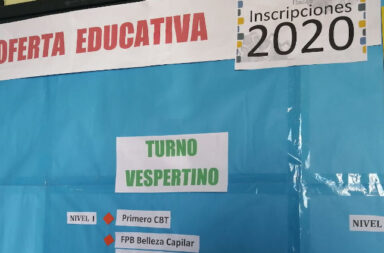 OFERTA EDUCATIVA
Inscripciones
2020
TURNO
VESPERTINO
NIVEL I
Primero CBT
FPB Belleza Capilar
NIVEL